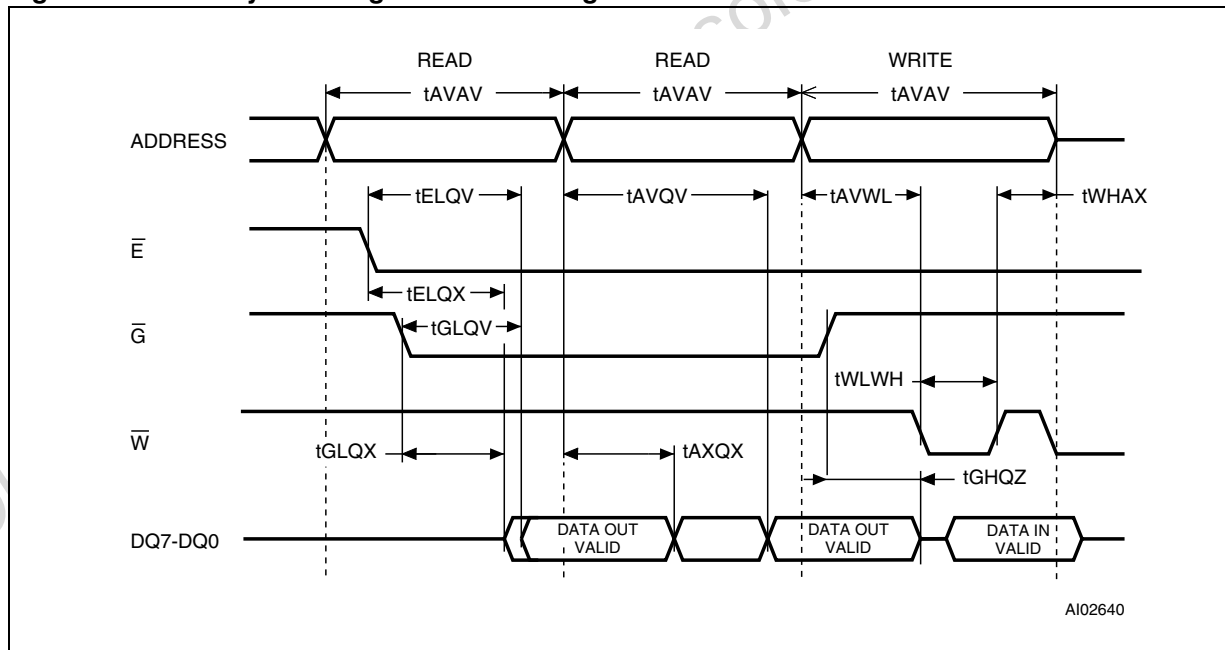 READ READ WRITE
tAVAV tAVAV tAVAV
ADDRESS
tELQV tAVQV tAVWL tWHAX
E̅
tELQX
tGLQV
G̅
tWLWH
W̅
tGLQX tAXQX
tGHQZ
DQ7-DQ0 DATA OUT VALID DATA OUT VALID DATA IN VALID
AI02640